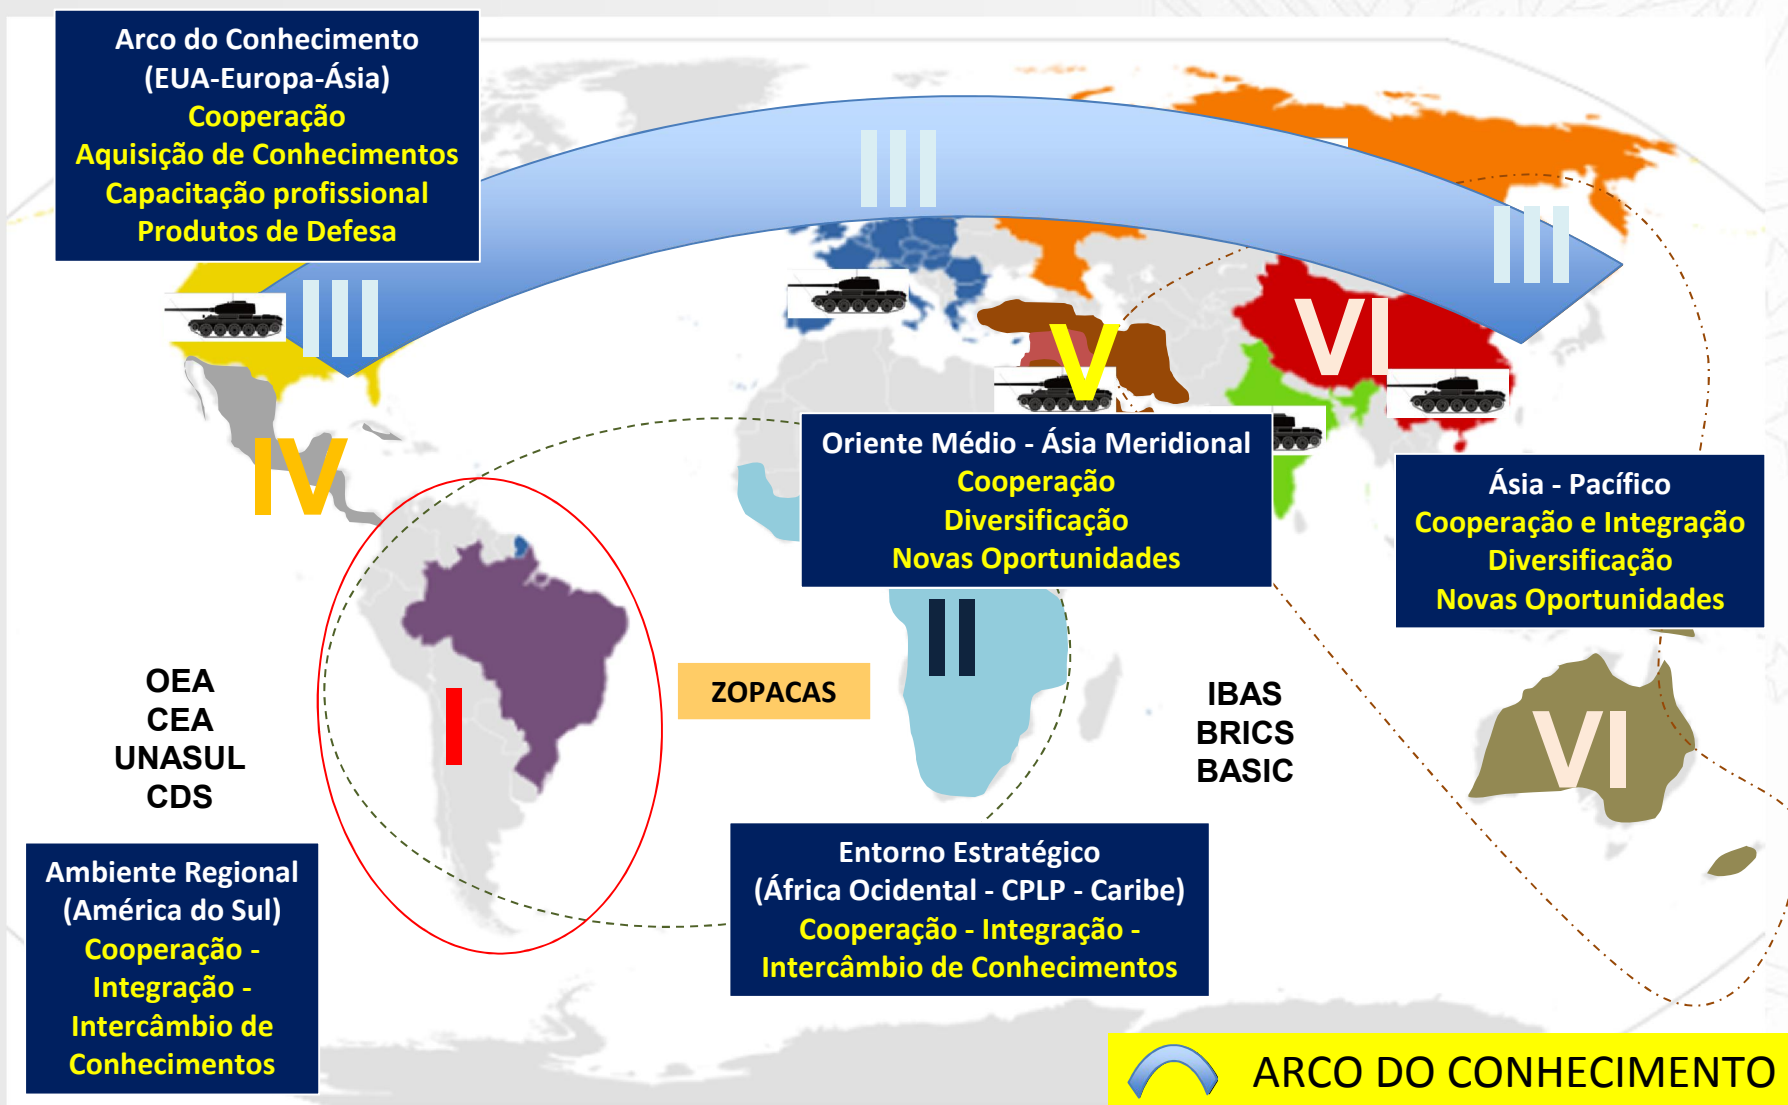 Arco do Conhecimento
(EUA-Europa-Ásia)
Cooperação
Aquisição de Conhecimentos
Capacitação profissional
Produtos de Defesa
III
III
III
IV
V
VI
Oriente Médio - Ásia Meridional
Cooperação
Diversificação
Novas Oportunidades
Ásia - Pacífico
Cooperação e Integração
Diversificação
Novas Oportunidades
I
II
VI
OEA
CEA
UNASUL
CDS
ZOPACAS
IBAS
BRICS
BASIC
Ambiente Regional
(América do Sul)
Cooperação -
Integração -
Intercâmbio de
Conhecimentos
Entorno Estratégico
(África Ocidental - CPLP - Caribe)
Cooperação - Integração -
Intercâmbio de Conhecimentos
ARCO DO CONHECIMENTO